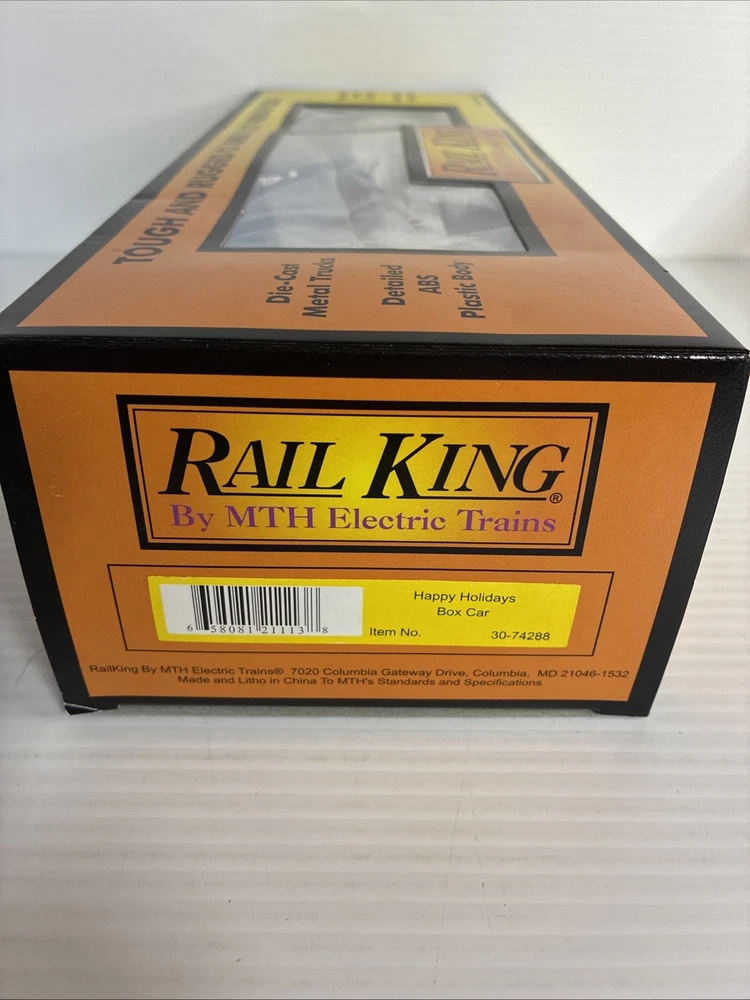 TOUGH AND RUGGED
RAIL KING
Die-Cast
Metal Trucks
Detailed
ABS
Plastic Body
RAIL KING®
By MTH Electric Trains
6 58081 21113 8
Happy Holidays
Box Car
Item No. 30-74288
RailKing By MTH Electric Trains® 7020 Columbia Gateway Drive, Columbia, MD 21046-1532
Made and Litho in China To MTH's Standards and Specifications